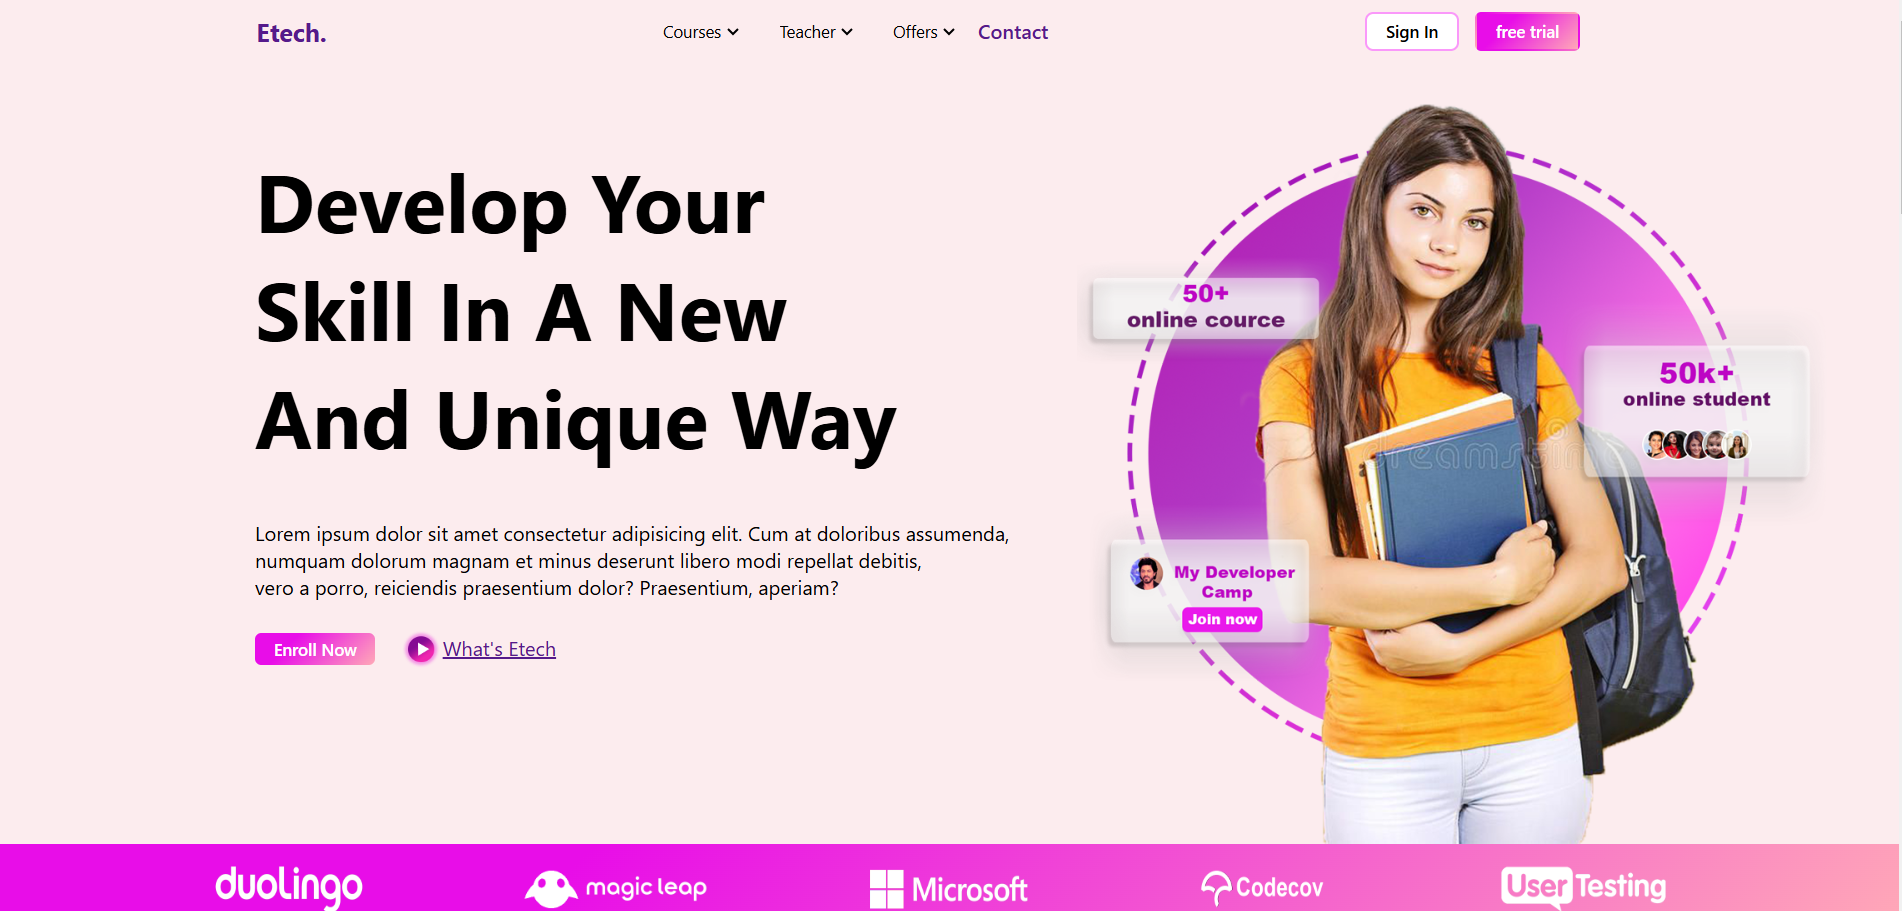 Etech.
Courses
Teacher
Offers
Contact
Sign In
free trial
Develop Your
Skill In A New
And Unique Way
Lorem ipsum dolor sit amet consectetur adipisicing elit. Cum at doloribus assumenda,
numquam dolorum magnam et minus deserunt libero modi repellat debitis,
vero a porro, reiciendis praesentium dolor? Praesentium, aperiam?
Enroll Now
What's Etech
50+
online cource
50k+
online student
dreamstime
My Developer
Camp
Join now
duolingo
magic leap
Microsoft
Codecov
UserTesting